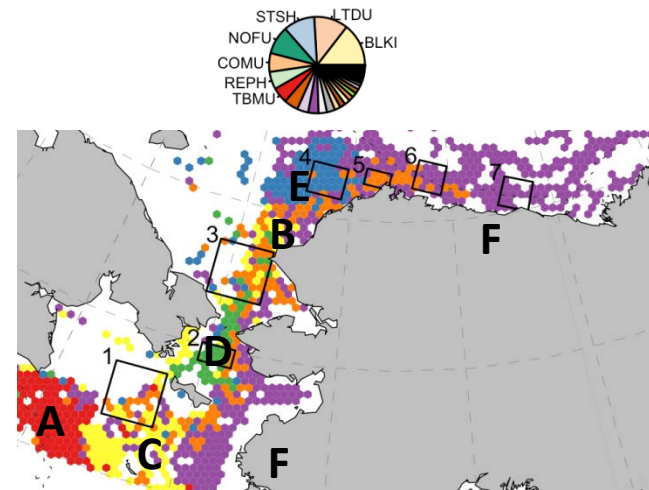 STSH LTDU
NOFU BLKI
COMU
REPH
TBMU
4 5 6
E 7
3 B F
2 D
1
A C F